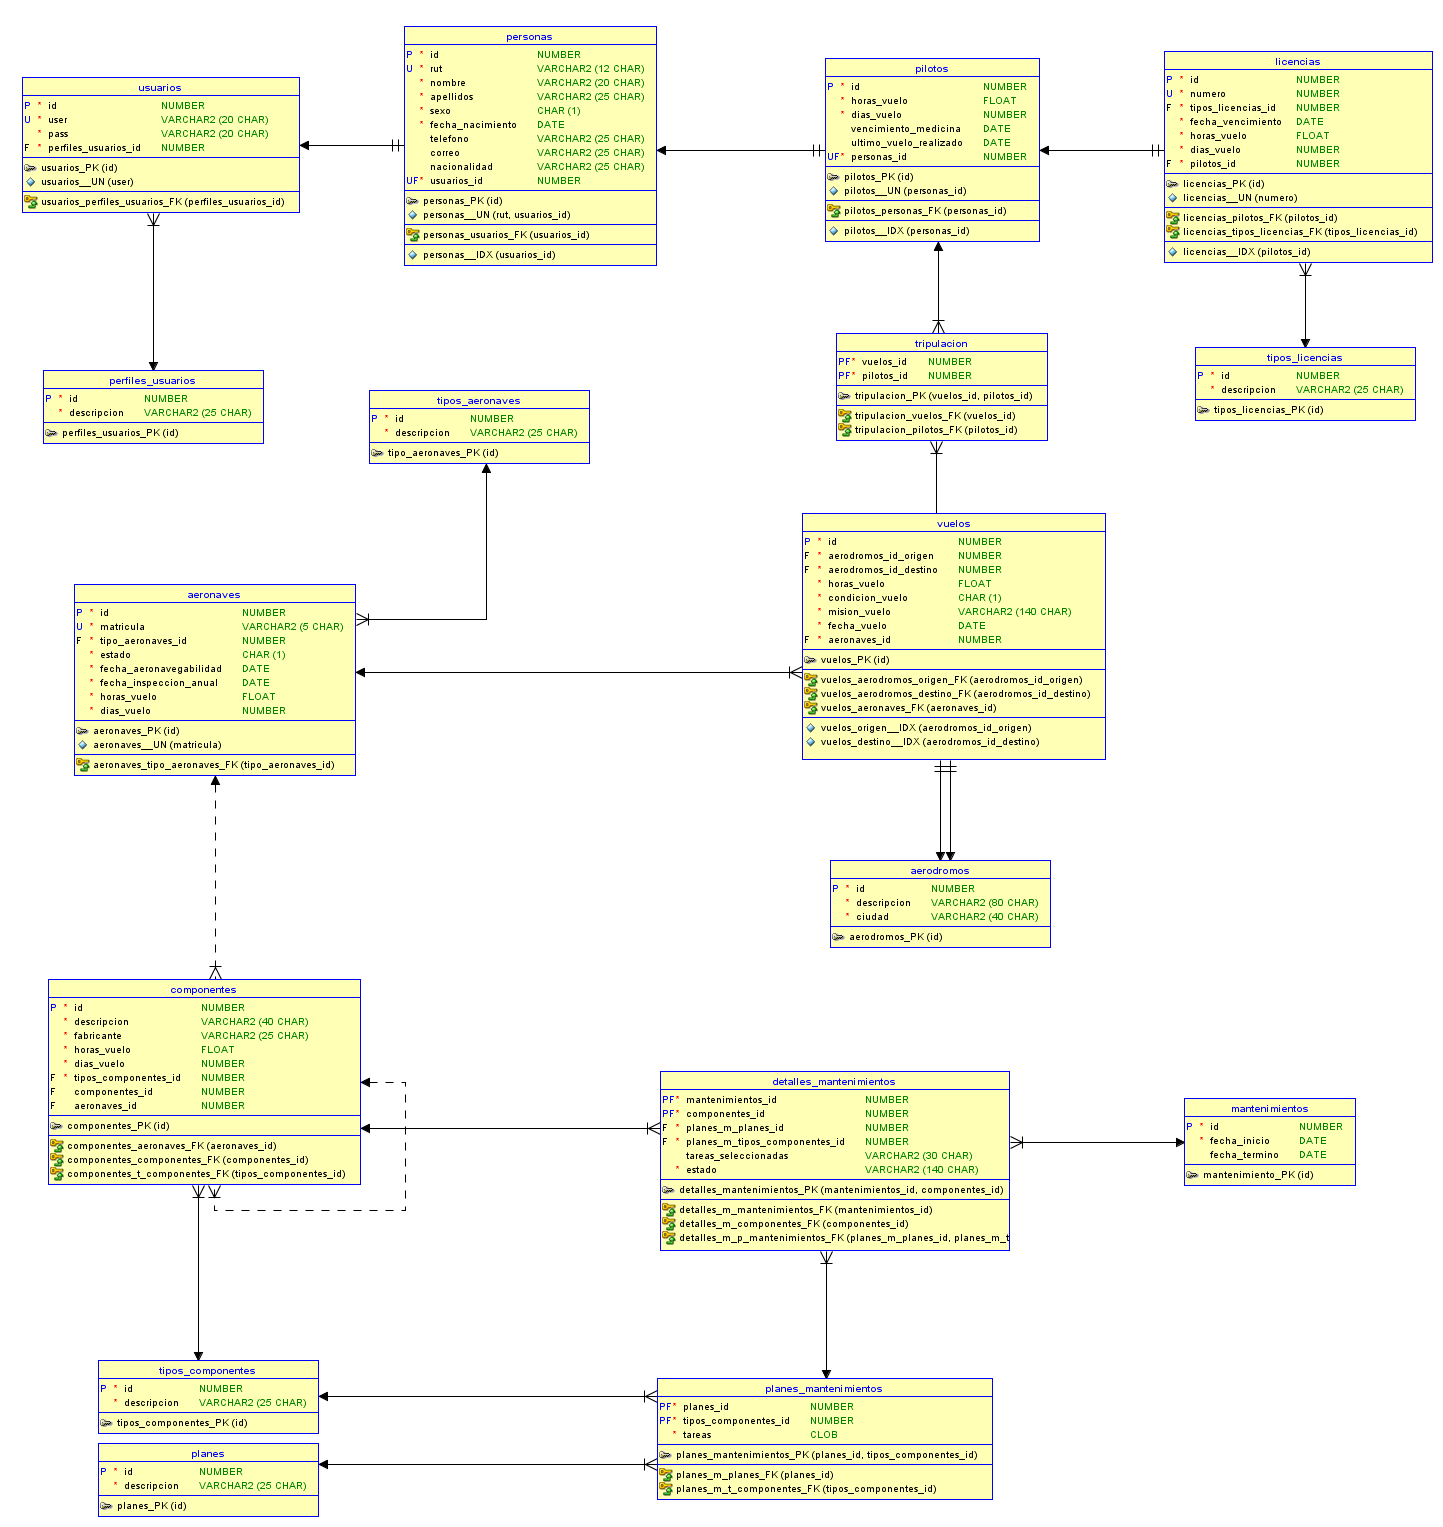 usuarios
P * id NUMBER
U * user VARCHAR2 (20 CHAR)
* pass VARCHAR2 (20 CHAR)
F * perfiles_usuarios_id NUMBER
usuarios_PK (id)
usuarios__UN (user)
usuarios_perfiles_usuarios_FK (perfiles_usuarios_id)
personas
P * id NUMBER
U * rut VARCHAR2 (12 CHAR)
* nombre VARCHAR2 (20 CHAR)
* apellidos VARCHAR2 (25 CHAR)
* sexo CHAR (1)
* fecha_nacimiento DATE
telefono VARCHAR2 (25 CHAR)
correo VARCHAR2 (25 CHAR)
nacionalidad VARCHAR2 (25 CHAR)
UF* usuarios_id NUMBER
personas_PK (id)
personas__UN (rut, usuarios_id)
personas_usuarios_FK (usuarios_id)
personas__IDX (usuarios_id)
pilotos
P * id NUMBER
* horas_vuelo FLOAT
* dias_vuelo NUMBER
vencimiento_medicina DATE
ultimo_vuelo_realizado DATE
UF* personas_id NUMBER
pilotos_PK (id)
pilotos__UN (personas_id)
pilotos_personas_FK (personas_id)
pilotos__IDX (personas_id)
licencias
P * id NUMBER
U * numero NUMBER
F * tipos_licencias_id NUMBER
* fecha_vencimiento DATE
* horas_vuelo FLOAT
* dias_vuelo NUMBER
F * pilotos_id NUMBER
licencias_PK (id)
licencias__UN (numero)
licencias_pilotos_FK (pilotos_id)
licencias_tipos_licencias_FK (tipos_licencias_id)
licencias__IDX (pilotos_id)
perfiles_usuarios
P * id NUMBER
* descripcion VARCHAR2 (25 CHAR)
perfiles_usuarios_PK (id)
tipos_aeronaves
P * id NUMBER
* descripcion VARCHAR2 (25 CHAR)
tipo_aeronaves_PK (id)
tripulacion
PF* vuelos_id NUMBER
PF* pilotos_id NUMBER
tripulacion_PK (vuelos_id, pilotos_id)
tripulacion_vuelos_FK (vuelos_id)
tripulacion_pilotos_FK (pilotos_id)
tipos_licencias
P * id NUMBER
* descripcion VARCHAR2 (25 CHAR)
tipos_licencias_PK (id)
aeronaves
P * id NUMBER
U * matricula VARCHAR2 (5 CHAR)
F * tipo_aeronaves_id NUMBER
* estado CHAR (1)
* fecha_aeronavegabilidad DATE
* fecha_inspeccion_anual DATE
* horas_vuelo FLOAT
* dias_vuelo NUMBER
aeronaves_PK (id)
aeronaves__UN (matricula)
aeronaves_tipo_aeronaves_FK (tipo_aeronaves_id)
vuelos
P * id NUMBER
F * aerodromos_id_origen NUMBER
F * aerodromos_id_destino NUMBER
* horas_vuelo FLOAT
* condicion_vuelo CHAR (1)
* mision_vuelo VARCHAR2 (140 CHAR)
* fecha_vuelo DATE
F * aeronaves_id NUMBER
vuelos_PK (id)
vuelos_aerodromos_origen_FK (aerodromos_id_origen)
vuelos_aerodromos_destino_FK (aerodromos_id_destino)
vuelos_aeronaves_FK (aeronaves_id)
vuelos_origen__IDX (aerodromos_id_origen)
vuelos_destino__IDX (aerodromos_id_destino)
aerodromos
P * id NUMBER
* descripcion VARCHAR2 (80 CHAR)
* ciudad VARCHAR2 (40 CHAR)
aerodromos_PK (id)
componentes
P * id NUMBER
* descripcion VARCHAR2 (40 CHAR)
* fabricante VARCHAR2 (25 CHAR)
* horas_vuelo FLOAT
* dias_vuelo NUMBER
F * tipos_componentes_id NUMBER
F componentes_id NUMBER
F aeronaves_id NUMBER
componentes_PK (id)
componentes_aeronaves_FK (aeronaves_id)
componentes_componentes_FK (componentes_id)
componentes_t_componentes_FK (tipos_componentes_id)
detalles_mantenimientos
PF* mantenimientos_id NUMBER
PF* componentes_id NUMBER
F * planes_m_planes_id NUMBER
F * planes_m_tipos_componentes_id NUMBER
tareas_seleccionadas VARCHAR2 (30 CHAR)
* estado VARCHAR2 (140 CHAR)
detalles_mantenimientos_PK (mantenimientos_id, componentes_id)
detalles_m_mantenimientos_FK (mantenimientos_id)
detalles_m_componentes_FK (componentes_id)
detalles_m_p_mantenimientos_FK (planes_m_planes_id, planes_m_t
mantenimientos
P * id NUMBER
* fecha_inicio DATE
fecha_termino DATE
mantenimiento_PK (id)
tipos_componentes
P * id NUMBER
* descripcion VARCHAR2 (25 CHAR)
tipos_componentes_PK (id)
planes_mantenimientos
PF* planes_id NUMBER
PF* tipos_componentes_id NUMBER
* tareas CLOB
planes_mantenimientos_PK (planes_id, tipos_componentes_id)
planes_m_planes_FK (planes_id)
planes_m_t_componentes_FK (tipos_componentes_id)
planes
P * id NUMBER
* descripcion VARCHAR2 (25 CHAR)
planes_PK (id)